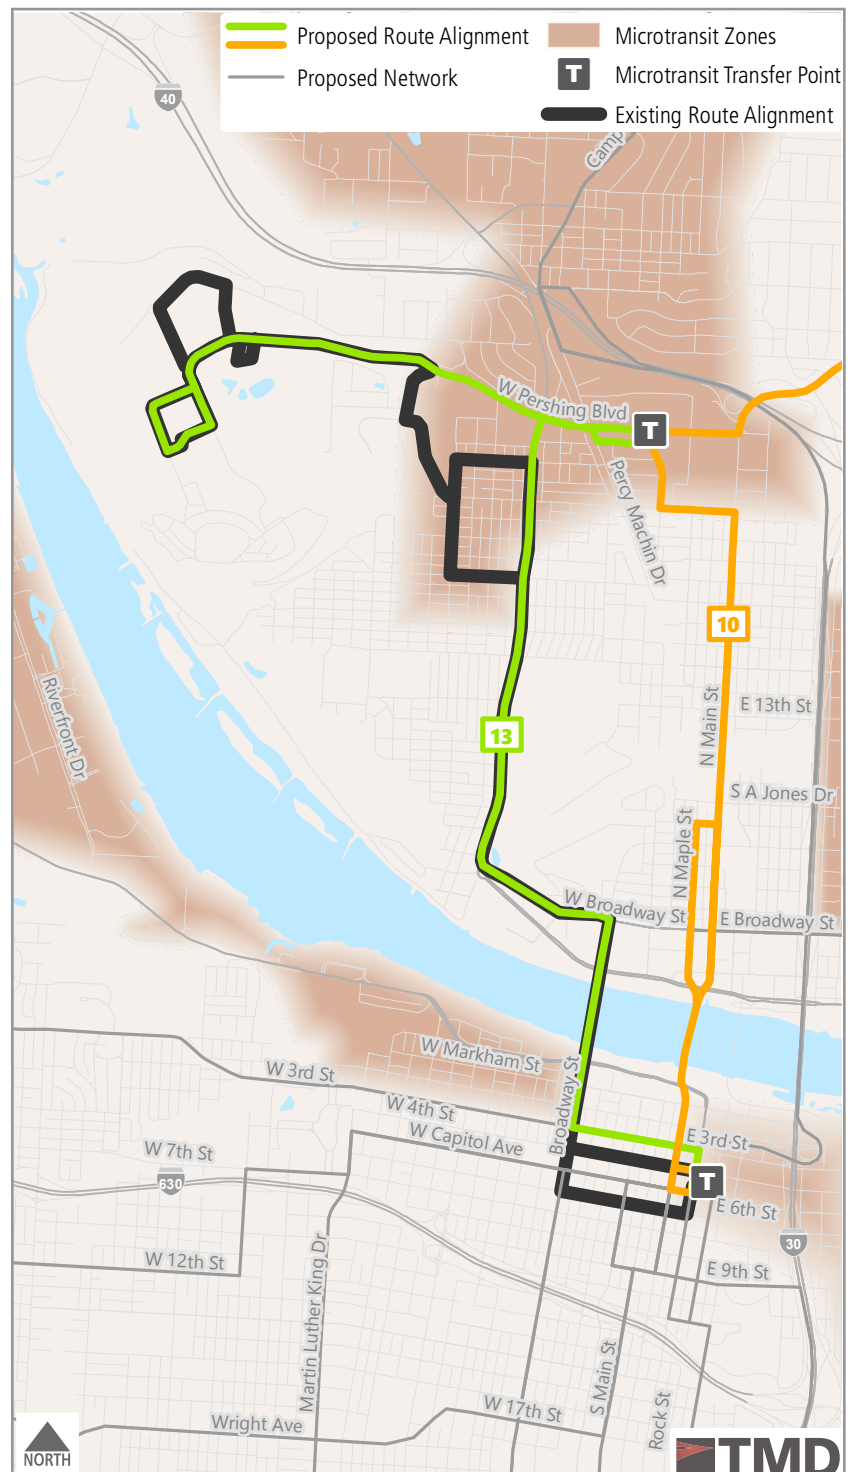 Proposed Route Alignment
Microtransit Zones
Proposed Network
T
Microtransit Transfer Point
Existing Route Alignment
40
Camp
W Pershing Blvd
T
Percy Machin Dr
10
Riverfront Dr
N Main St
E 13th St
13
S A Jones Dr
N Maple St
W Broadway St
E Broadway St
W Markham St
Broadway St
W 3rd St
W 4th St
W Capitol Ave
E 3rd St
W 7th St
T
630
E 6th St
30
W 12th St
E 9th St
Martin Luther King Dr
S Main St
Rock St
W 17th St
Wright Ave
NORTH
TMD